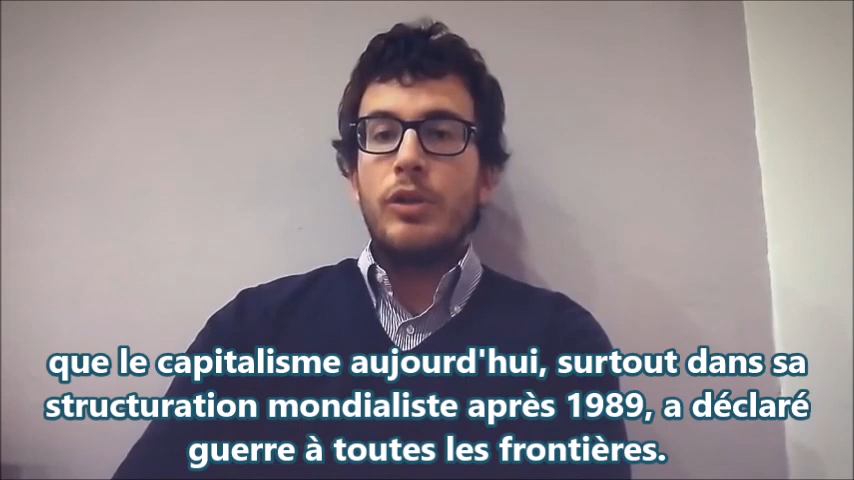 que le capitalisme aujourd'hui, surtout dans sa
structuration mondialiste après 1989, a déclaré
guerre à toutes les frontières.